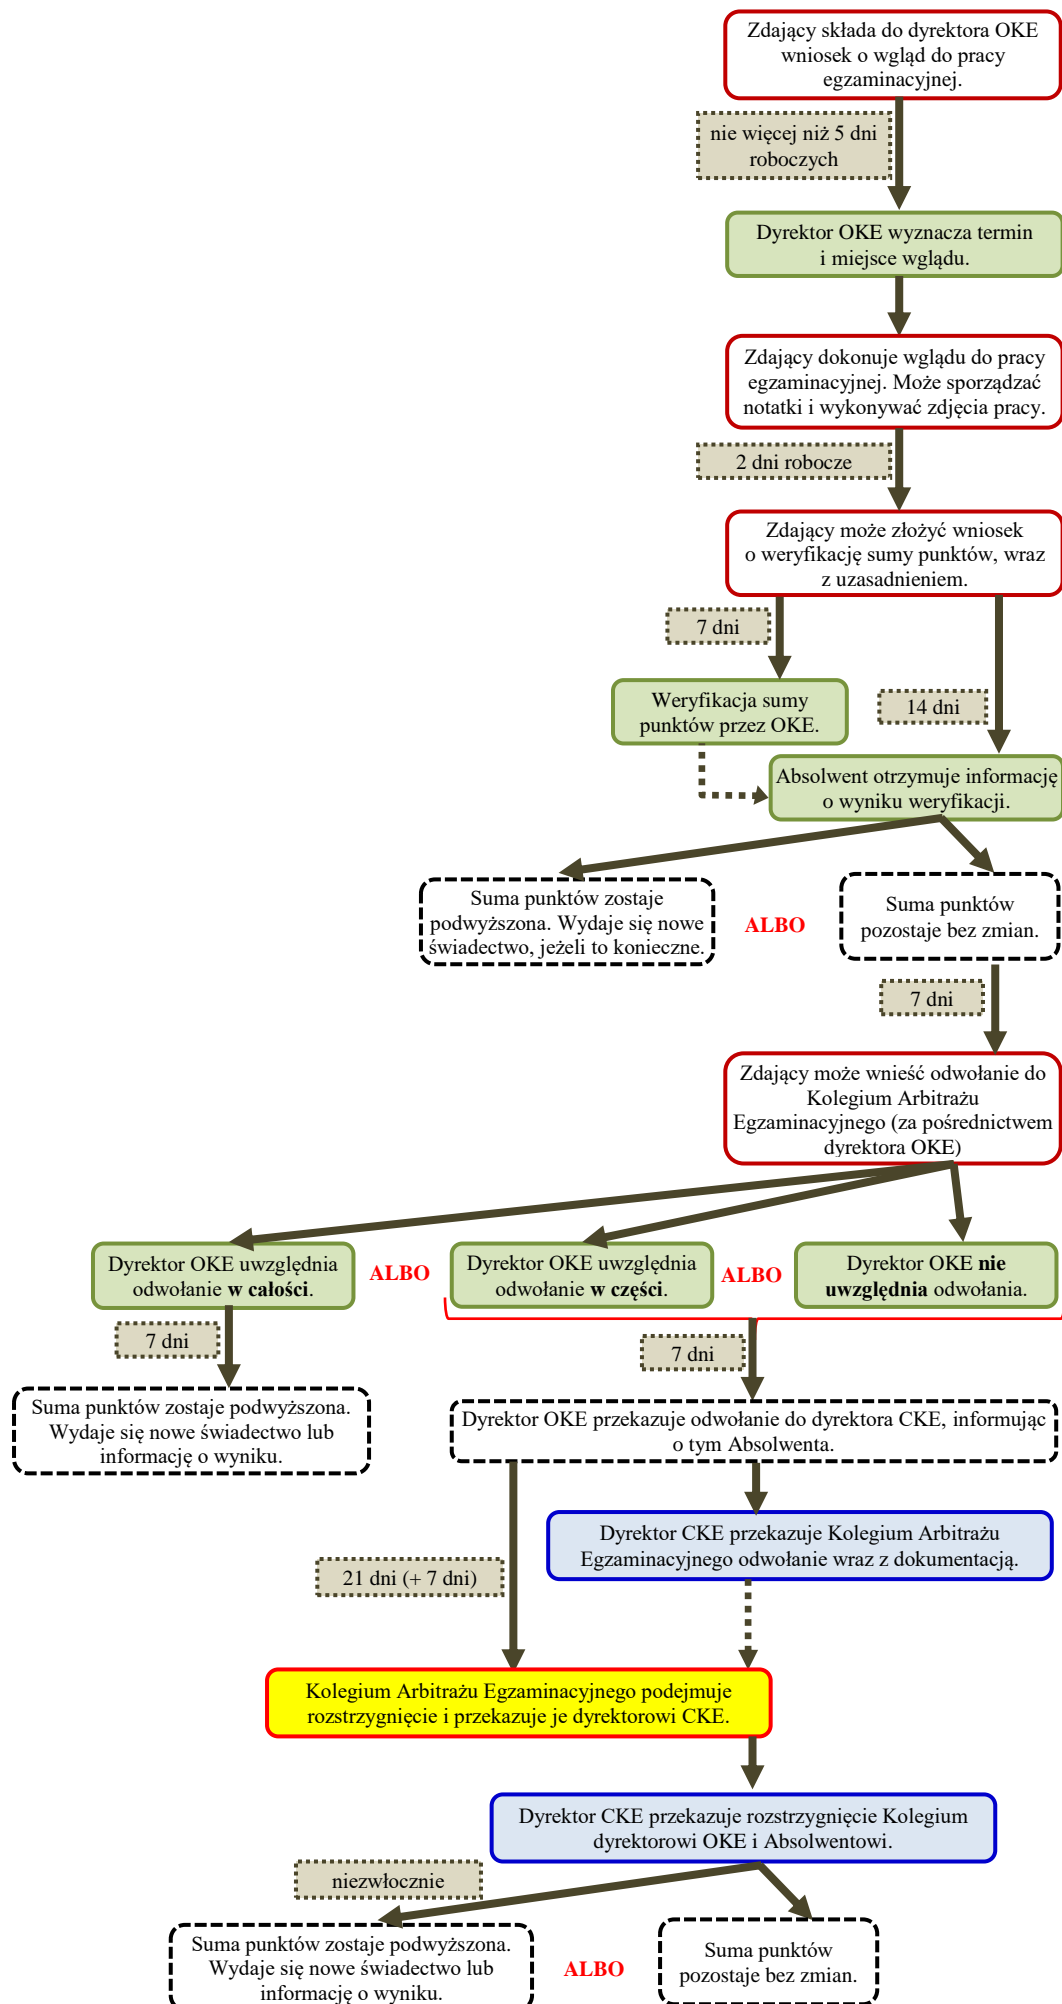 Zdający składa do dyrektora OKE
wniosek o wgląd do pracy
egzaminacyjnej.
nie więcej niż 5 dni
roboczych
Dyrektor OKE wyznacza termin
i miejsce wglądu.
Zdający dokonuje wglądu do pracy
egzaminacyjnej. Może sporządzać
notatki i wykonywać zdjęcia pracy.
2 dni robocze
Zdający może złożyć wniosek
o weryfikację sumy punktów, wraz
z uzasadnieniem.
7 dni
Weryfikacja sumy
punktów przez OKE.
14 dni
Absolwent otrzymuje informację
o wyniku weryfikacji.
Suma punktów zostaje
podwyższona. Wydaje się nowe
świadectwo, jeżeli to konieczne.
ALBO
Suma punktów
pozostaje bez zmian.
7 dni
Zdający może wnieść odwołanie do
Kolegium Arbitrażu
Egzaminacyjnego (za pośrednictwem
dyrektora OKE)
Dyrektor OKE uwzględnia
odwołanie w całości.
ALBO
Dyrektor OKE uwzględnia
odwołanie w części.
ALBO
Dyrektor OKE nie
uwzględnia odwołania.
7 dni
7 dni
Suma punktów zostaje podwyższona.
Wydaje się nowe świadectwo lub
informację o wyniku.
Dyrektor OKE przekazuje odwołanie do dyrektora CKE, informując
o tym Absolwenta.
Dyrektor CKE przekazuje Kolegium Arbitrażu
Egzaminacyjnego odwołanie wraz z dokumentacją.
21 dni (+ 7 dni)
Kolegium Arbitrażu Egzaminacyjnego podejmuje
rozstrzygnięcie i przekazuje je dyrektorowi CKE.
Dyrektor CKE przekazuje rozstrzygnięcie Kolegium
dyrektorowi OKE i Absolwentowi.
niezwłocznie
Suma punktów zostaje podwyższona.
Wydaje się nowe świadectwo lub
informację o wyniku.
ALBO
Suma punktów
pozostaje bez zmian.